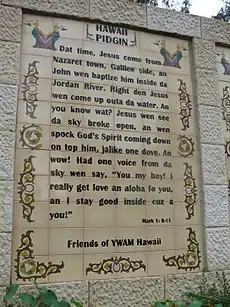 HAWAII
PIDGIN
Dat time, Jesus come from
Nazaret town, Galilee side, an
John wen baptize him inside da
Jordan River. Right den Jesus
wen come up outa da water. An
you know wat? Jesus wen see
da sky broke open, an wen
spock God's Spirit coming down
on top him, jalike one dove. An
wow! Had one voice from da
sky wen say, "You my boy! I
really get love an aloha fo you,
an I stay good inside cuz a
you!"
Mark 1: 9-11
Friends of YWAM Hawaii